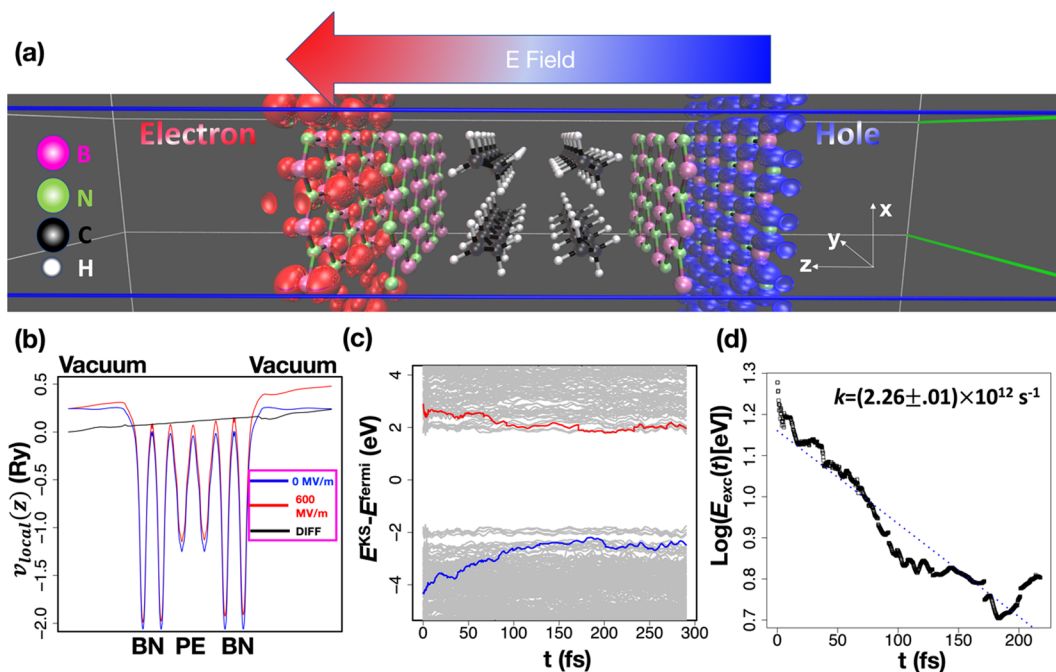 (a)
E Field
Electron
Hole
B
N
C
H
x
y
z
(b)
Vacuum
Vacuum
0.5
0.0
−0.5
−1.0
−1.5
−2.0
v_local(z) (Ry)
0 MV/m
600
MV/m
DIFF
BN
PE
BN
(c)
4
2
0
−2
−4
E^KS-E^fermi (eV)
0
50
100
150
200
250
300
t (fs)
(d)
1.3
1.2
1.1
1.0
0.9
0.8
0.7
Log(E_exc(t)[eV])
k=(2.26±.01)×10^12 s^-1
0
50
100
150
200
t (fs)